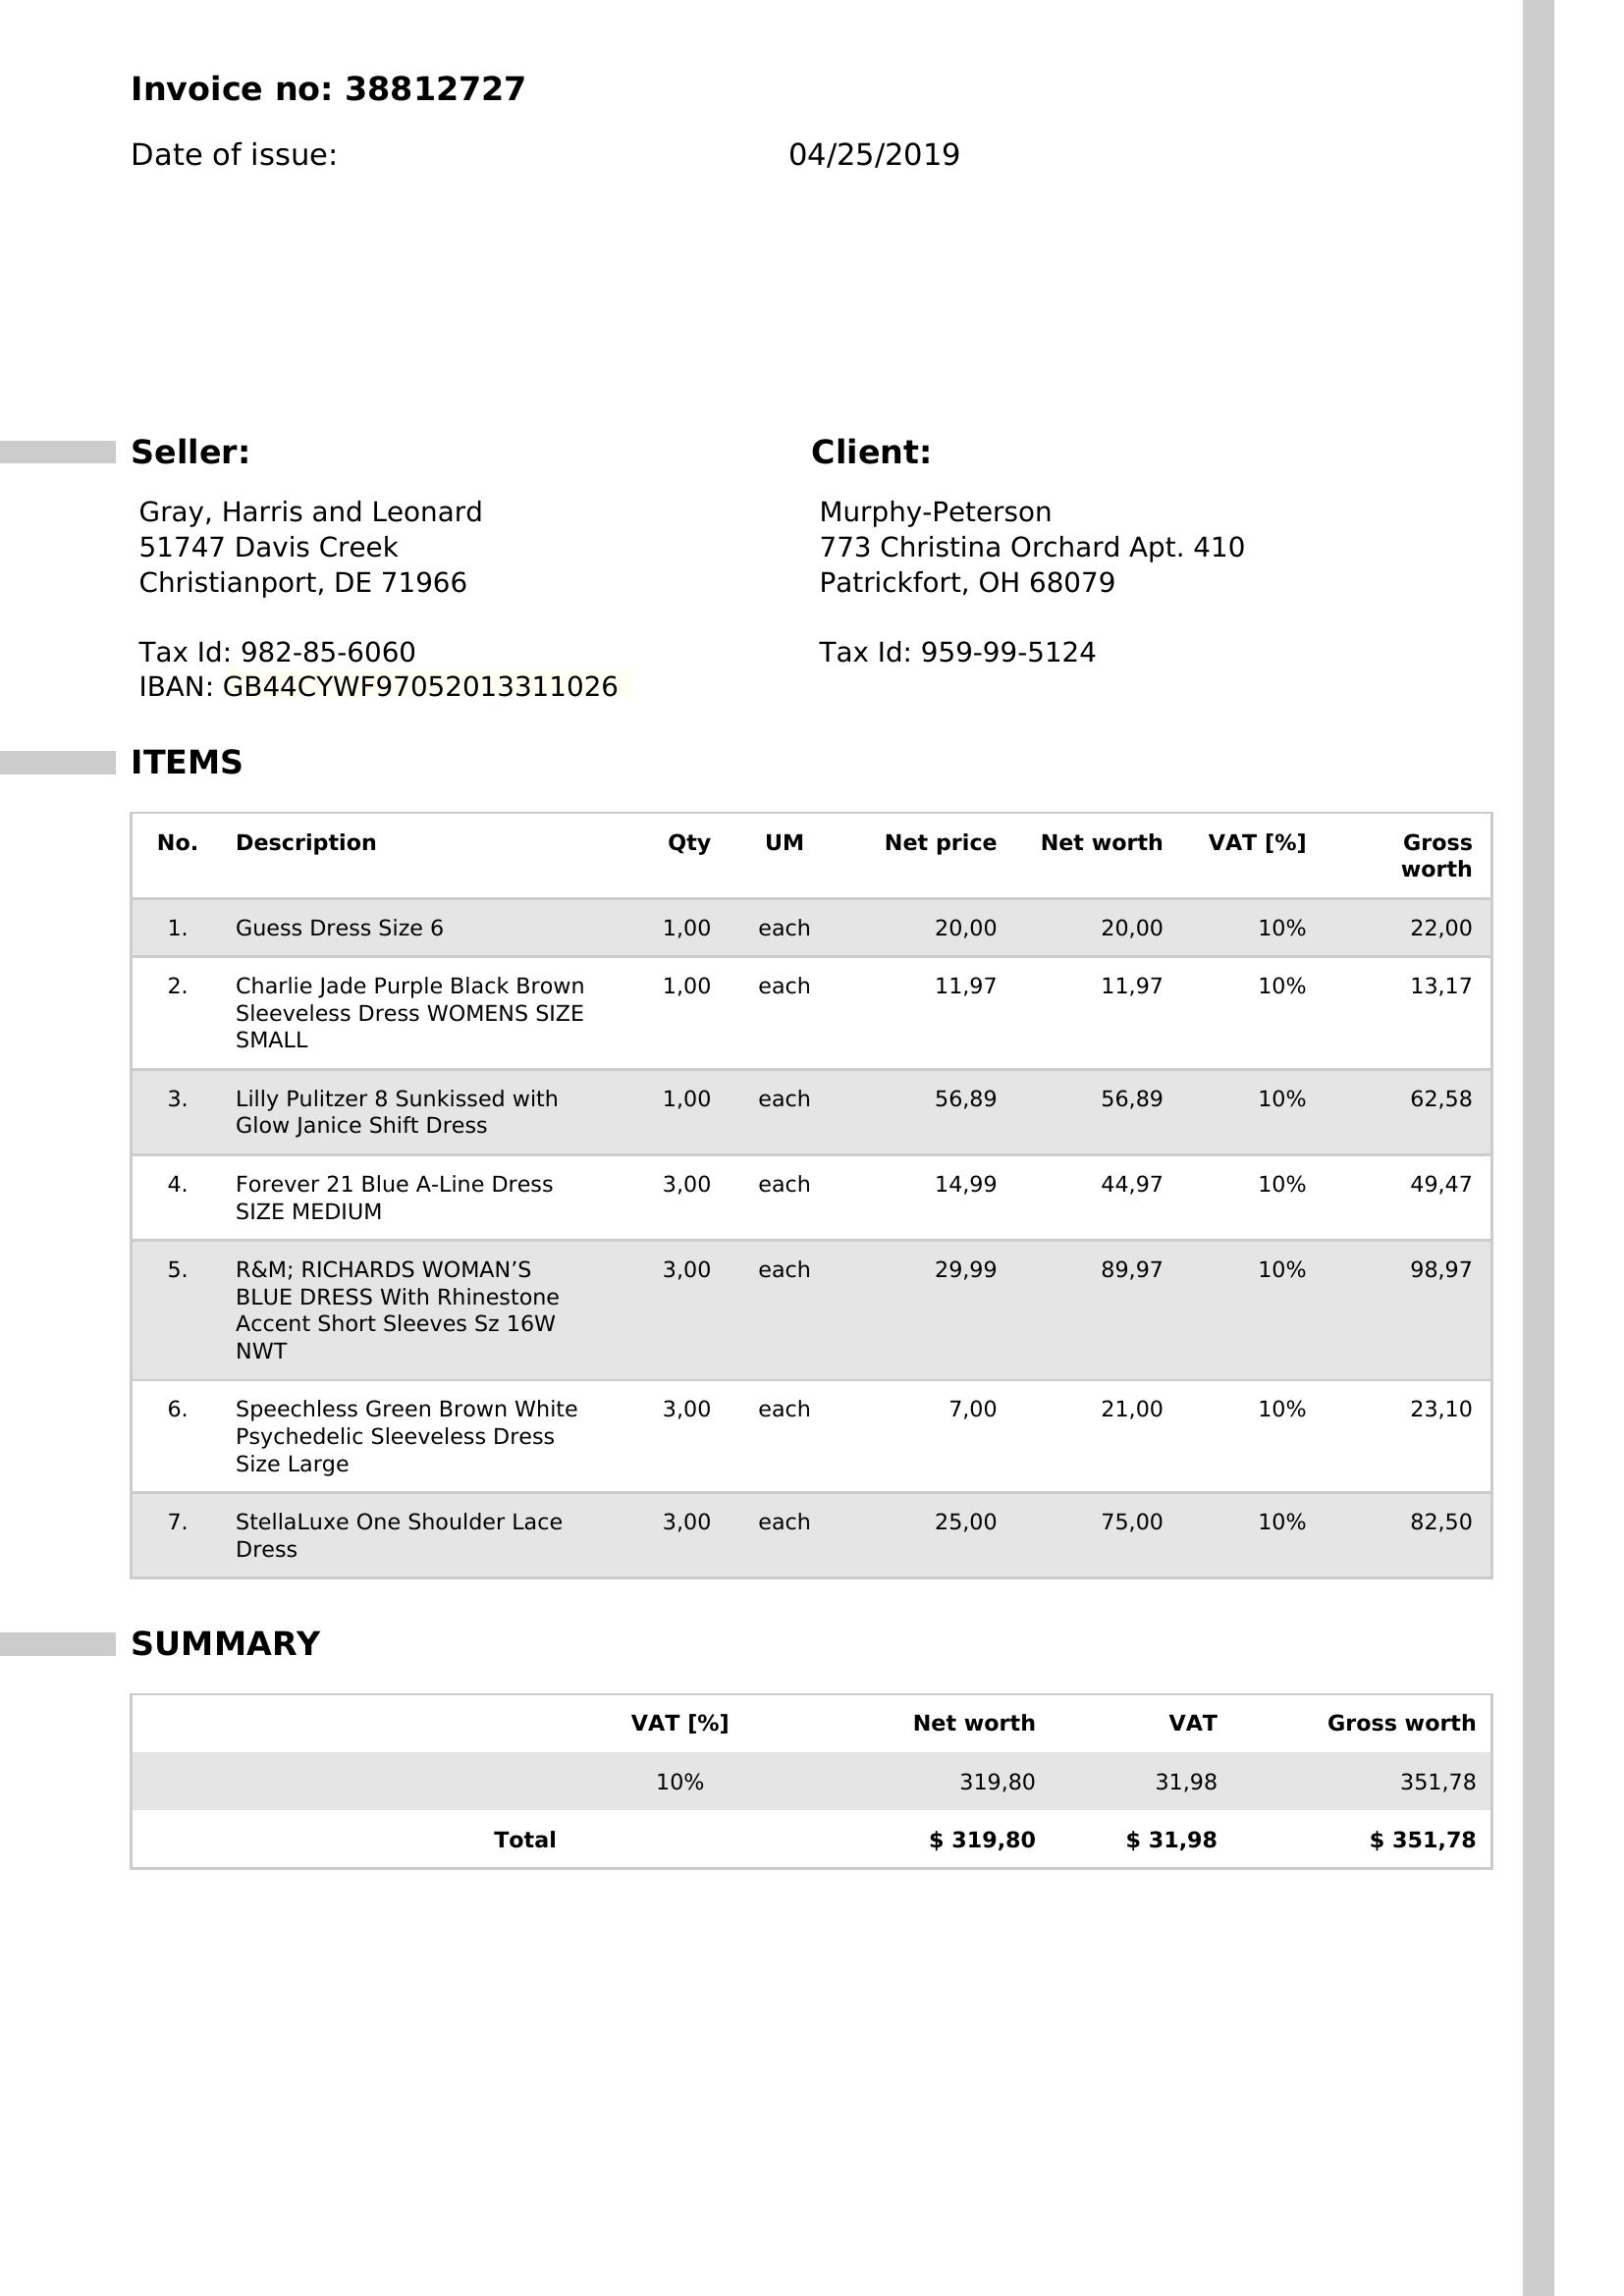 Invoice no: 38812727
Date of issue: 04/25/2019
Seller:
Gray, Harris and Leonard
51747 Davis Creek
Christianport, DE 71966
Tax Id: 982-85-6060
IBAN: GB44CYWF97052013311026
Client:
Murphy-Peterson
773 Christina Orchard Apt. 410
Patrickfort, OH 68079
Tax Id: 959-99-5124
ITEMS
No. Description Qty UM Net price Net worth VAT [%] Gross
worth
1. Guess Dress Size 6 1,00 each 20,00 20,00 10% 22,00
2. Charlie Jade Purple Black Brown 1,00 each 11,97 11,97 10% 13,17
Sleeveless Dress WOMENS SIZE
SMALL
3. Lilly Pulitzer 8 Sunkissed with 1,00 each 56,89 56,89 10% 62,58
Glow Janice Shift Dress
4. Forever 21 Blue A-Line Dress 3,00 each 14,99 44,97 10% 49,47
SIZE MEDIUM
5. R&M; RICHARDS WOMAN’S 3,00 each 29,99 89,97 10% 98,97
BLUE DRESS With Rhinestone
Accent Short Sleeves Sz 16W
NWT
6. Speechless Green Brown White 3,00 each 7,00 21,00 10% 23,10
Psychedelic Sleeveless Dress
Size Large
7. StellaLuxe One Shoulder Lace 3,00 each 25,00 75,00 10% 82,50
Dress
SUMMARY
VAT [%] Net worth VAT Gross worth
10% 319,80 31,98 351,78
Total $ 319,80 $ 31,98 $ 351,78